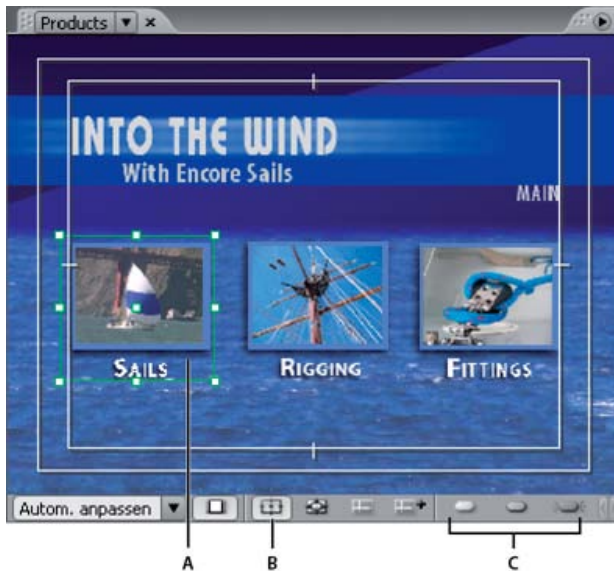 Products
INTO THE WIND
With Encore Sails
MAIN
SAILS
RIGGING
FITTINGS
Autom. anpassen
A
B
C